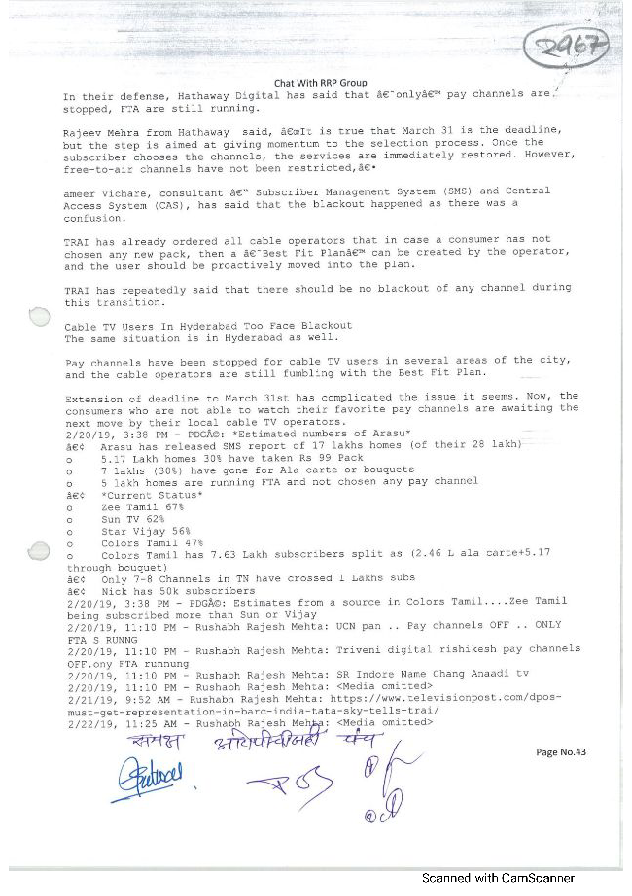 2967
Chat With RRP Group
In their defense, Hathaway Digital has said that â€˜onlyâ€™ pay channels are
stopped, FTA are still running.
Rajeev Mehra from Hathaway said, â€œIt is true that March 31 is the deadline,
but the step is aimed at giving momentum to the selection process. Once the
subscriber chooses the channels, the services are immediately restored. However,
free-to-air channels have not been restricted,â€•
ameer vichare, consultant â€“ Subscriber Management System (SMS) and Central
Access System (CAS), has said that the blackout happened as there was a
confusion.
TRAI has already ordered all cable operators that in case a consumer has not
chosen any new pack, then a â€˜Best Fit Planâ€™ can be created by the operator,
and the user should be proactively moved into the plan.
TRAI has repeatedly said that there should be no blackout of any channel during
this transition.
Cable TV Users In Hyderabad Too Face Blackout
The same situation is in Hyderabad as well.
Pay channels have been stopped for cable TV users in several areas of the city,
and the cable operators are still fumbling with the Best Fit Plan.
Extension of deadline to March 31st has complicated the issue it seems. Now, the
consumers who are not able to watch their favorite pay channels are awaiting the
next move by their local cable TV operators.
2/20/19, 3:38 PM - PDGÂ©: *Estimated numbers of Arasu*
â€¢ Arasu has released SMS report of 17 lakhs homes (of their 28 lakh)
o 5.17 Lakh homes 30% have taken Rs 99 Pack
o 7 lakhs (30%) have gone for Ala carte or bouquets
o 5 lakh homes are running FTA and not chosen any pay channel
â€¢ *Current Status*
o Zee Tamil 67%
o Sun TV 62%
o Star Vijay 56%
o Colors Tamil 47%
o Colors Tamil has 7.63 Lakh subscribers split as (2.46 L ala carte+5.17
through bouquet)
â€¢ Only 7-8 Channels in TN have crossed 1 Lakhs subs
â€¢ Nick has 50k subscribers
2/20/19, 3:38 PM - PDGÂ©: Estimates from a source in Colors Tamil....Zee Tamil
being subscribed more than Sun or Vijay
2/20/19, 11:10 PM - Rushabh Rajesh Mehta: UCN pan .. Pay channels OFF .. ONLY
FTA S RUNNG
2/20/19, 11:10 PM - Rushabh Rajesh Mehta: Triveni digital rishikesh pay channels
OFF.ony FTA runnung
2/20/19, 11:10 PM - Rushabh Rajesh Mehta: SR Indore Name Chang Anaadi tv
2/20/19, 11:10 PM - Rushabh Rajesh Mehta: <Media omitted>
2/21/19, 9:52 AM - Rushabh Rajesh Mehta: https://www.televisionpost.com/dpos-
must-get-representation-in-barc-india-tata-sky-tells-trai/
2/22/19, 11:25 AM - Rushabh Rajesh Mehta: <Media omitted>
समक्ष पंच
Page No.43
Scanned with CamScanner